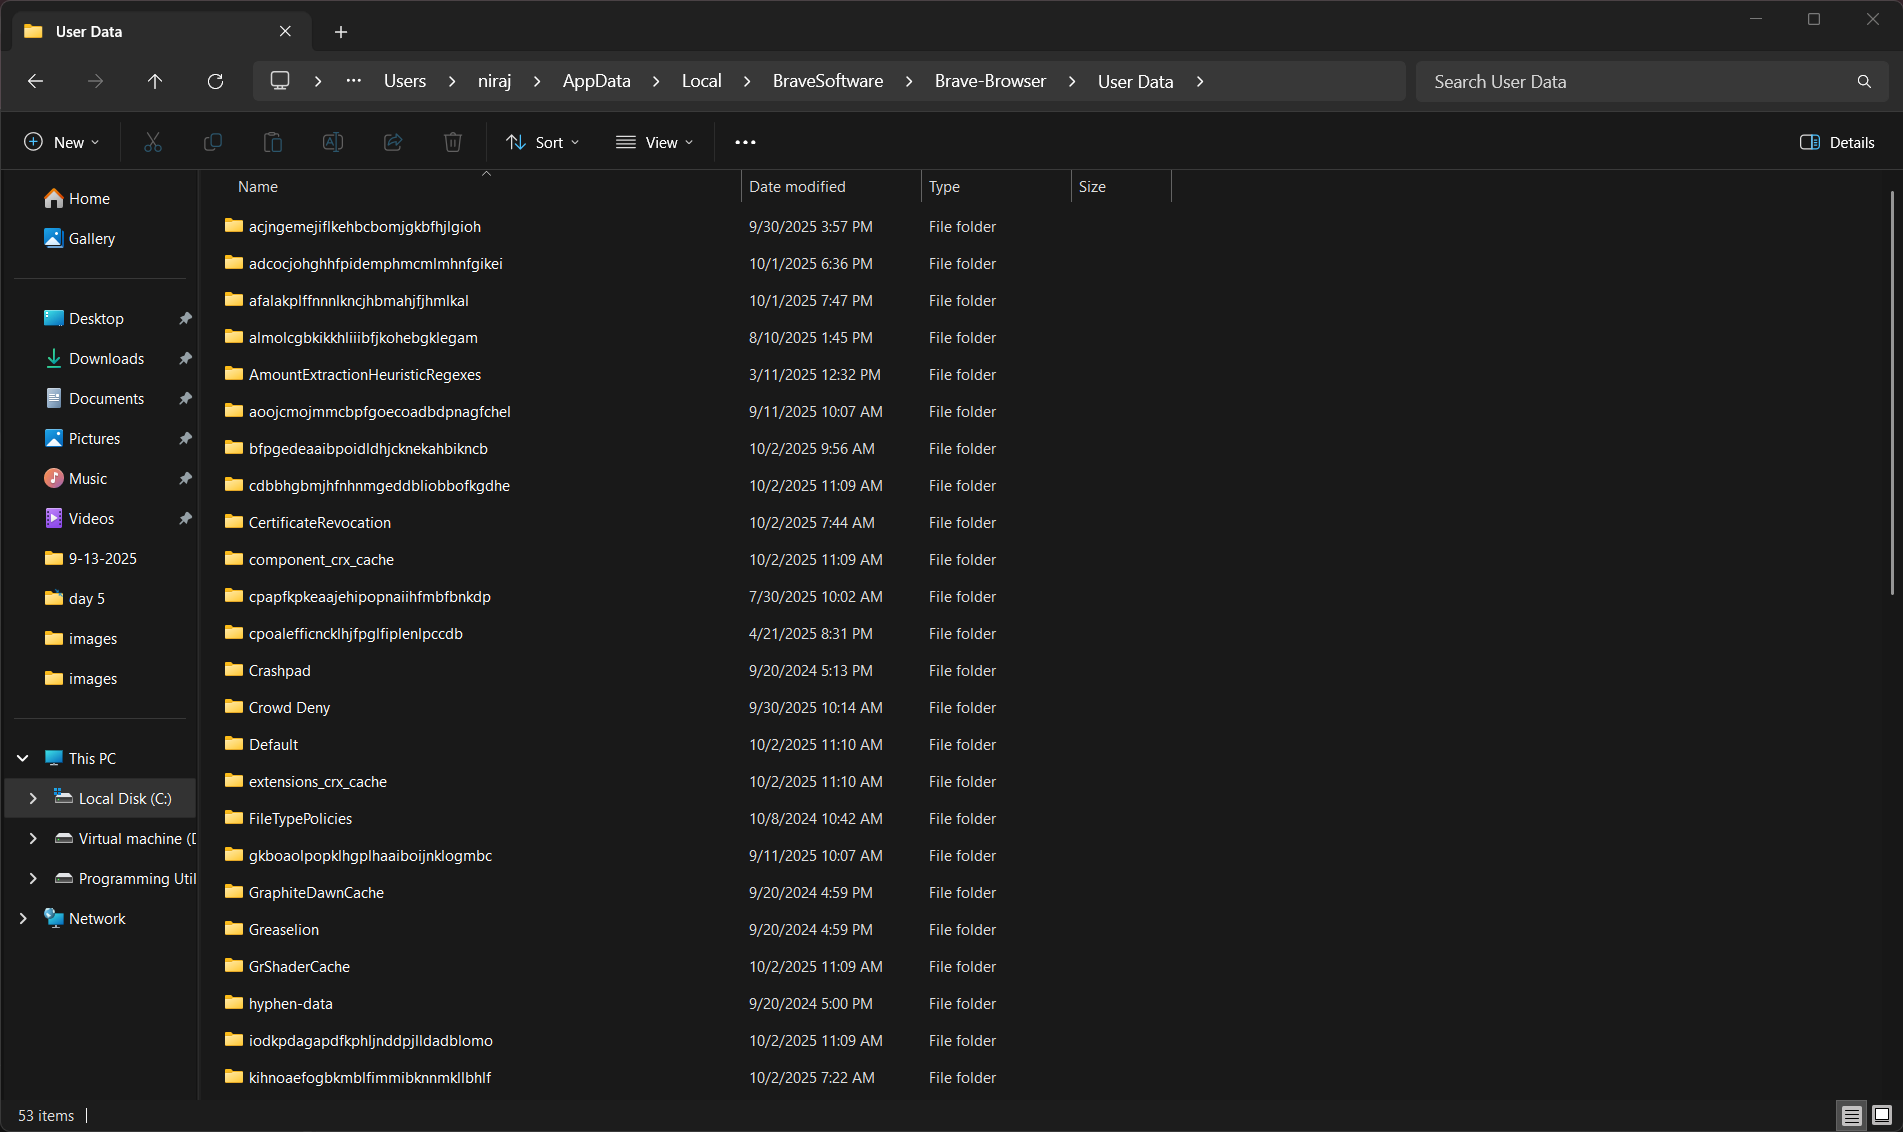 User Data
Users
niraj
AppData
Local
BraveSoftware
Brave-Browser
User Data
Search User Data
New
Sort
View
Details
Home
Gallery
Desktop
Downloads
Documents
Pictures
Music
Videos
9-13-2025
day 5
images
images
This PC
Local Disk (C:)
Virtual machine (D
Programming Util
Network
Name Date modified Type Size
acjngemejiflkehbcbomjgkbfhjlgioh 9/30/2025 3:57 PM File folder
adcocjohghhfpidemphmcmlmhnfgikei 10/1/2025 6:36 PM File folder
afalakplffnnnlkncjhbmahjfjhmlkal 10/1/2025 7:47 PM File folder
almolcgbkikkhliiibfjkohebgklegam 8/10/2025 1:45 PM File folder
AmountExtractionHeuristicRegexes 3/11/2025 12:32 PM File folder
aoojcmojmmcbpfgoecoadbdpnagfchel 9/11/2025 10:07 AM File folder
bfpgedeaaibpoidldhjcknekahbikncb 10/2/2025 9:56 AM File folder
cdbbhgbmjhfnhnmgeddbliobbofkgdhe 10/2/2025 11:09 AM File folder
CertificateRevocation 10/2/2025 7:44 AM File folder
component_crx_cache 10/2/2025 11:09 AM File folder
cpapfkpkeaajehipopnaiihfmbfbnkdp 7/30/2025 10:02 AM File folder
cpoalefficncklhjfpglfiplenlpccdb 4/21/2025 8:31 PM File folder
Crashpad 9/20/2024 5:13 PM File folder
Crowd Deny 9/30/2025 10:14 AM File folder
Default 10/2/2025 11:10 AM File folder
extensions_crx_cache 10/2/2025 11:10 AM File folder
FileTypePolicies 10/8/2024 10:42 AM File folder
gkboaolpopklhgplhaaiboijnklogmbc 9/11/2025 10:07 AM File folder
GraphiteDawnCache 9/20/2024 4:59 PM File folder
Greaselion 9/20/2024 4:59 PM File folder
GrShaderCache 10/2/2025 11:09 AM File folder
hyphen-data 9/20/2024 5:00 PM File folder
iodkpdagapdfkphljnddpjlldadblomo 10/2/2025 11:09 AM File folder
kihnoaefogbkmblfimmibknnmkllbhlf 10/2/2025 7:22 AM File folder
53 items